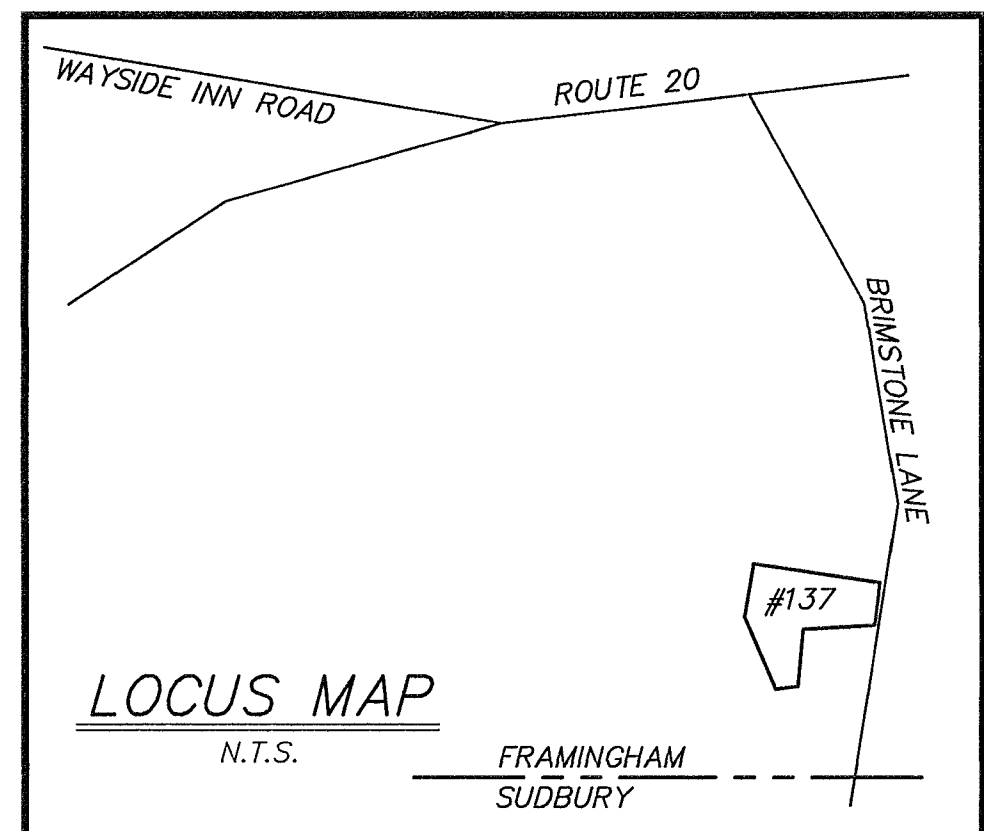 WAYSIDE INN ROAD
ROUTE 20
BRIMSTONE LANE
#137
LOCUS MAP
N.T.S.
FRAMINGHAM
SUDBURY